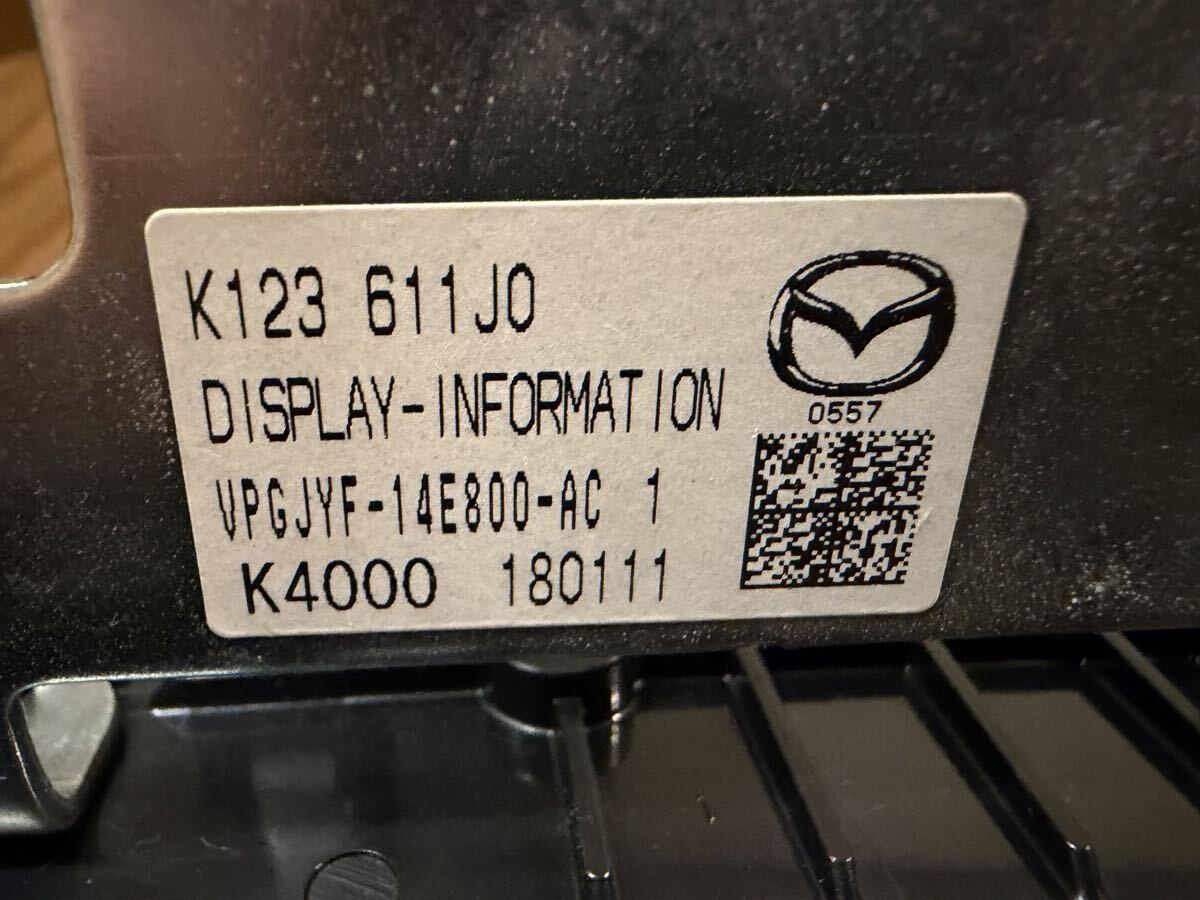 K123 611J0
DISPLAY-INFORMATION
VPGJYF-14E800-AC 1
K4000 180111
0557